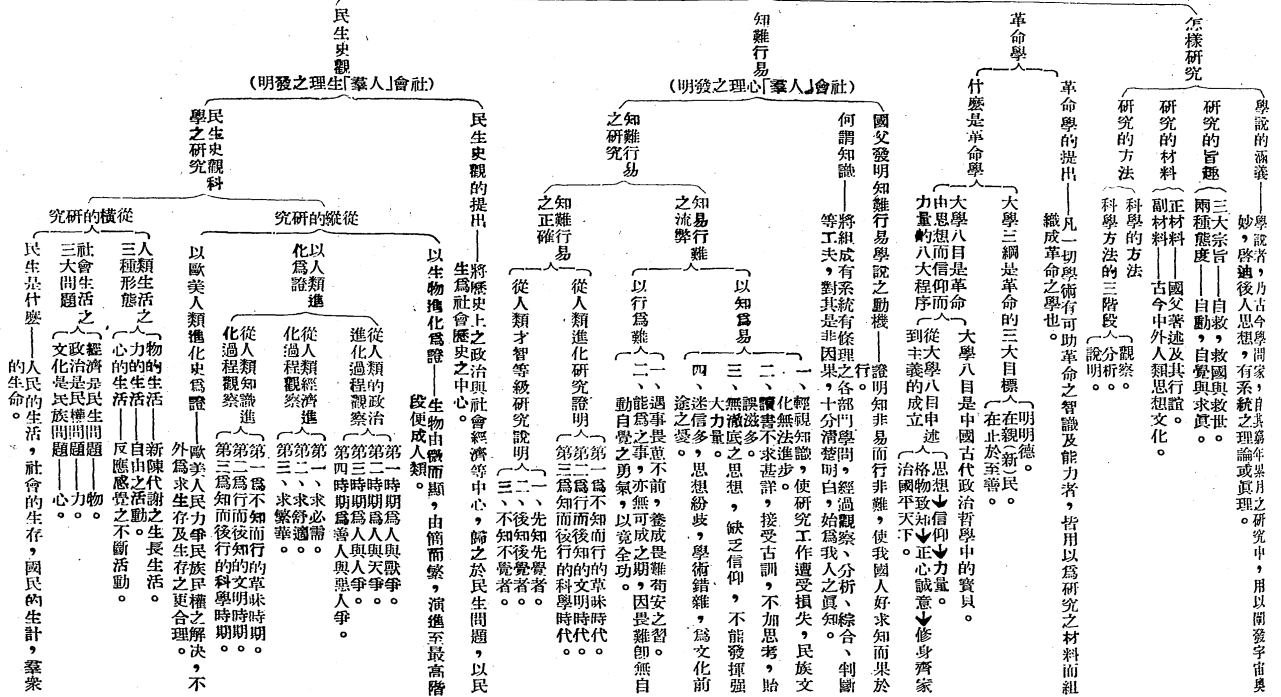 怎樣研究
學說的涵義——學說者，乃古今學問家，自其窮年累月之研究中，用以闡發宇宙奧
妙，啓迪後人思想，有系統之理論或眞理。
研究的旨趣
三大宗旨——自救，救國與救世。
兩種態度——自動，自覺與求眞。
研究的材料
正材料——國父著述及其行誼。
副材料——古今中外人類思想文化。
研究的方法
科學的方法
科學方法的三階段
觀察。
分析。
說明。
革命學
革命學的提出——凡一切學術有可助革命之智識及能力者，皆用以爲研究之材料而組
織成革命之學也。
什麼是革命學
大學三綱是革命的三大目標
明明德。
在親（新）民。
在止於至善。
大學八目是革命
由思想而信仰而
力量的八大程序
大學八目是中國古代政治哲學中的寶貝。
從大學八目申述
到主義的成立
思想→信仰→力量。
格物致知→正心誠意→修身齊家
治國平天下。
知難行易
（社會「人羣」心理之發明）
國父發明知難行易學說之動機——證明知非易而行非難，使我國人好求知而果於
行。
何謂知識——將組成有系統有條理之各部門學問，經過觀察、分析、綜合、判斷
等工夫，對其是非因果，十分清楚明白，始爲我人之眞知。
知難行易
之研究
知易行難
之流弊
以知爲易
一、輕視知識，使研究工作遭受損失，民族文
化無法進步。
二、讀書不求甚詳，接受古訓，不加思考，貽
誤滋多。
三、無澈底之思想，缺乏信仰，不能發揮强
大力量。
四、迷信多，思想紛歧，學術錯雜，爲文化前
途之憂。
以行爲難
一、遇事畏葸不前，養成畏難苟安之習。
二、能爲之事，亦無可成之期，因畏難卽無自
動自覺之勇氣，以竟全功。
知難行易
之正確
從人類進化研究證明
第一爲不知而行的草昧時代。
第二爲行而後知的文明時代。
第三爲知而後行的科學時代。
從人類才智等級研究說明
一、先知先覺者。
二、後知後覺者。
三、不知不覺者。
民生史觀
（社會「人羣」生理之發明）
民生史觀的提出——將歷史上之政治與社會經濟等中心，歸之於民生問題，以民
生爲社會歷史之中心。
民生史觀科
學之研究
從縱的研究
以生物進化爲證——生物由微而顯，由簡而繁，演進至最高階
段便成人類。
以人類進
化爲證
從人類的政治
進化過程觀察
第一時期爲人與獸爭。
第二時期爲人與天爭。
第三時期爲人與人爭。
第四時期爲善人與惡人爭。
從人類經濟進
化過程觀察
第一、求必需。
第二、求舒適。
第三、求繁華。
從人類知識進
化過程觀察
第一爲不知而行的草昧時期。
第二爲行而後知的文明時期。
第三爲知而後行的科學時期。
以歐美人類進化史爲證——歐美人民力爭民族民權之解決，不
外爲求生存及生存之更合理。
從橫的研究
人類生活之
三種形態
物的生活——新陳代謝之生長生活。
力的生活——自由之活動。
心的生活——反應感覺之不斷活動。
社會生活之
三大問題
經濟是民生問題——物。
政治是民權問題——力。
文化是民族問題——心。
民生是什麼——人民的生活，社會的生存，國民的生計，羣衆
的生命。